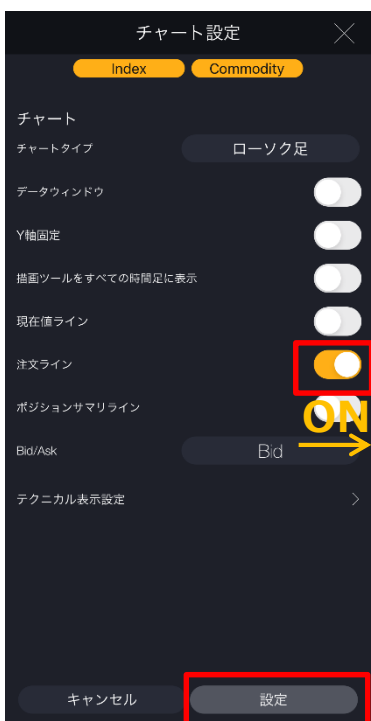 チャート設定
Index Commodity
チャート
チャートタイプ ローソク足
データウィンドウ
Y軸固定
描画ツールをすべての時間足に表示
現在値ライン
注文ライン
ポジションサマリライン
ON
Bid/Ask Bid
テクニカル表示設定
キャンセル 設定